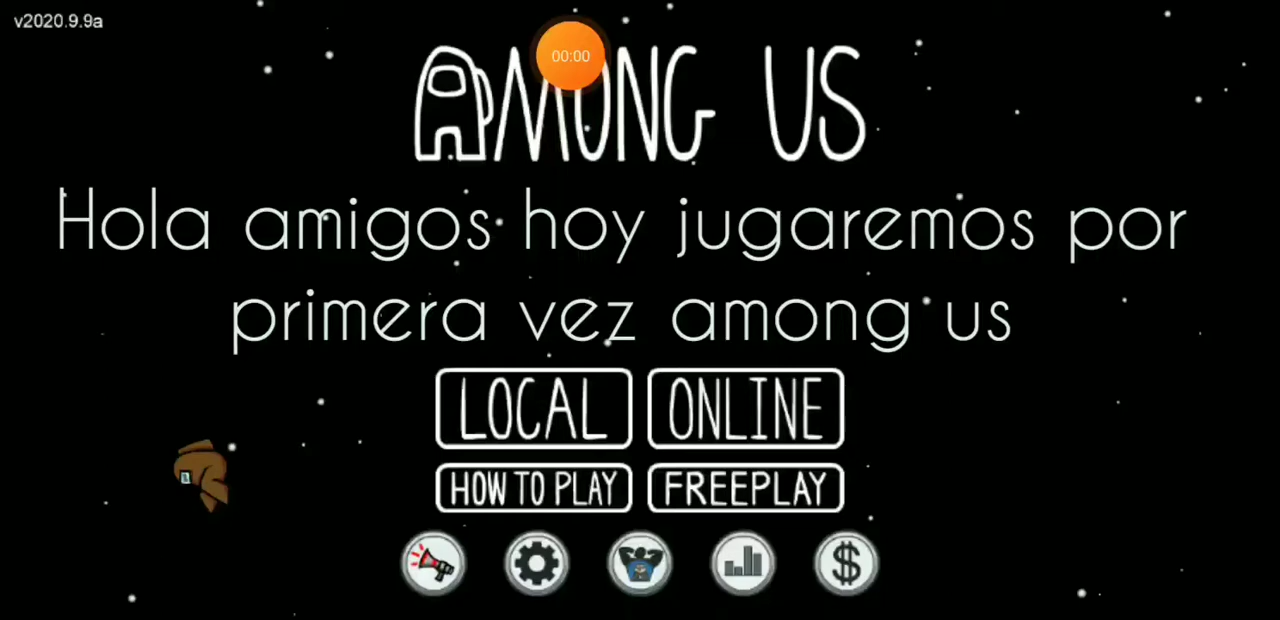 v2020.9.9a
00:00
AMONG US
Hola amigos hoy jugaremos por
primera vez among us
LOCAL ONLINE
HOW TO PLAY FREEPLAY
$